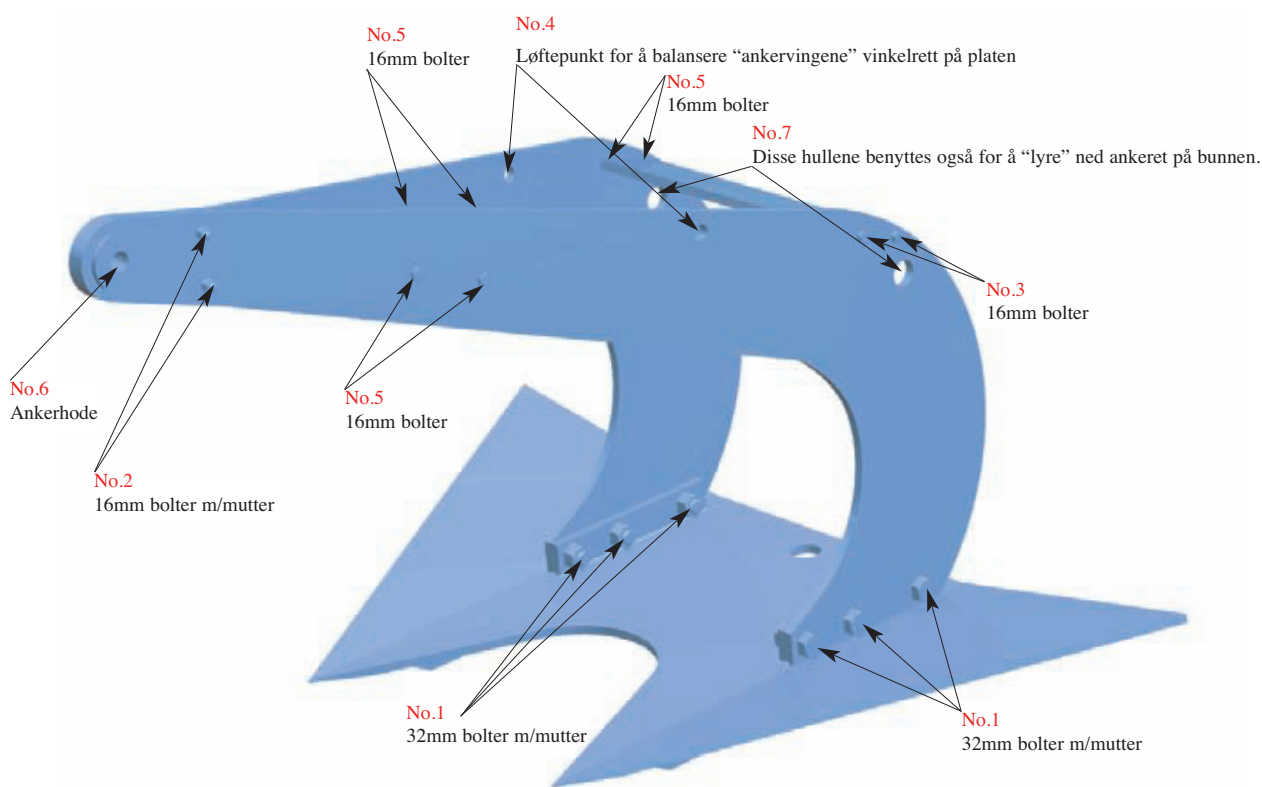 No.4
No.5
16mm bolter
Løftepunkt for å balansere “ankervingene” vinkelrett på platen
No.5
16mm bolter
No.7
Disse hullene benyttes også for å “lyre” ned ankeret på bunnen.
No.3
16mm bolter
No.6
Ankerhode
No.5
16mm bolter
No.2
16mm bolter m/mutter
No.1
32mm bolter m/mutter
No.1
32mm bolter m/mutter